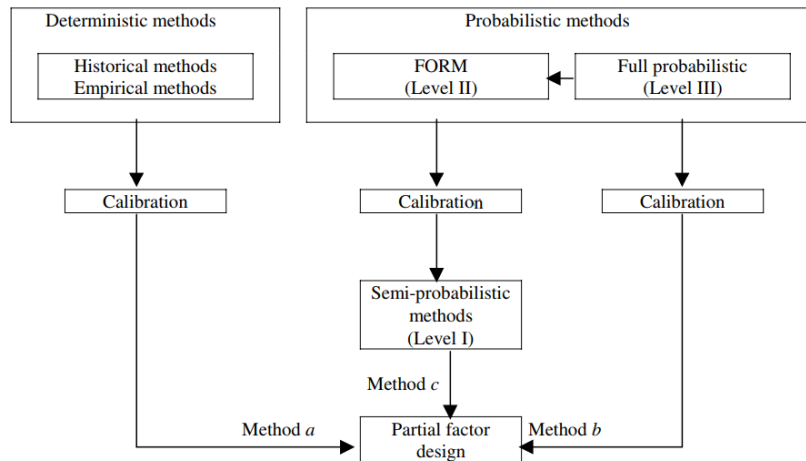 Deterministic methods
Probabilistic methods
Historical methods
Empirical methods
FORM
(Level II)
Full probabilistic
(Level III)
Calibration
Calibration
Calibration
Semi-probabilistic
methods
(Level I)
Method c
Method a
Partial factor
design
Method b